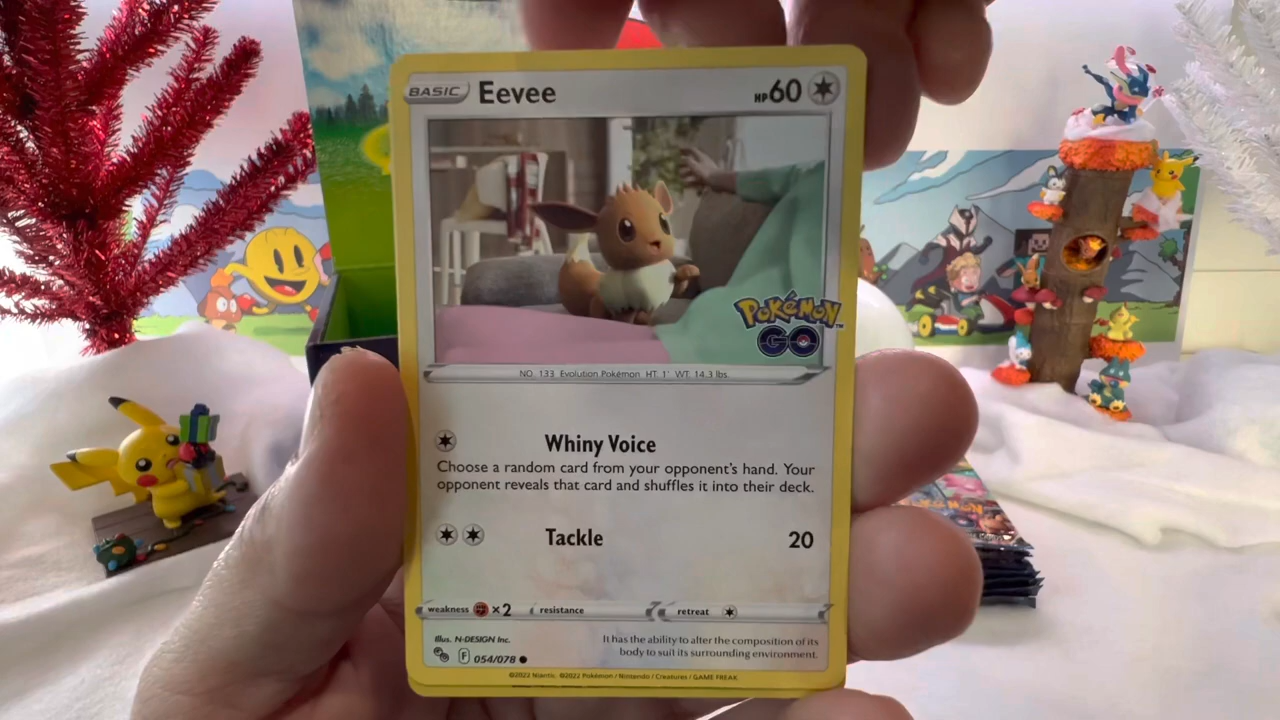 BASIC Eevee HP 60
Pokémon
GO
NO. 133 Evolution Pokémon HT: 1' WT: 14.3 lbs.
Whiny Voice
Choose a random card from your opponent's hand. Your
opponent reveals that card and shuffles it into their deck.
Tackle 20
weakness ×2 resistance retreat
Illus. N-DESIGN Inc.
It has the ability to alter the composition of its
body to suit its surrounding environment.
F 054/078
©2022 Niantic. ©2022 Pokémon / Nintendo / Creatures / GAME FREAK